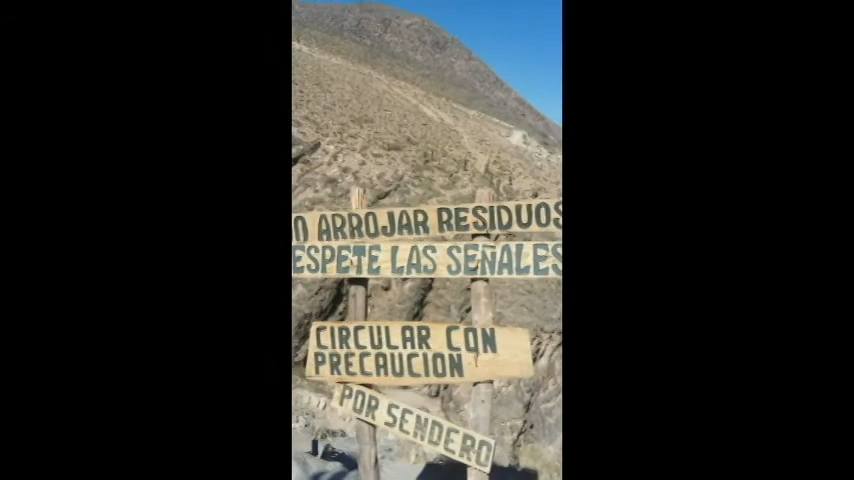 O ARROJAR RESIDUOS
ESPETE LAS SEÑALES
CIRCULAR CON
PRECAUCION
POR SENDERO